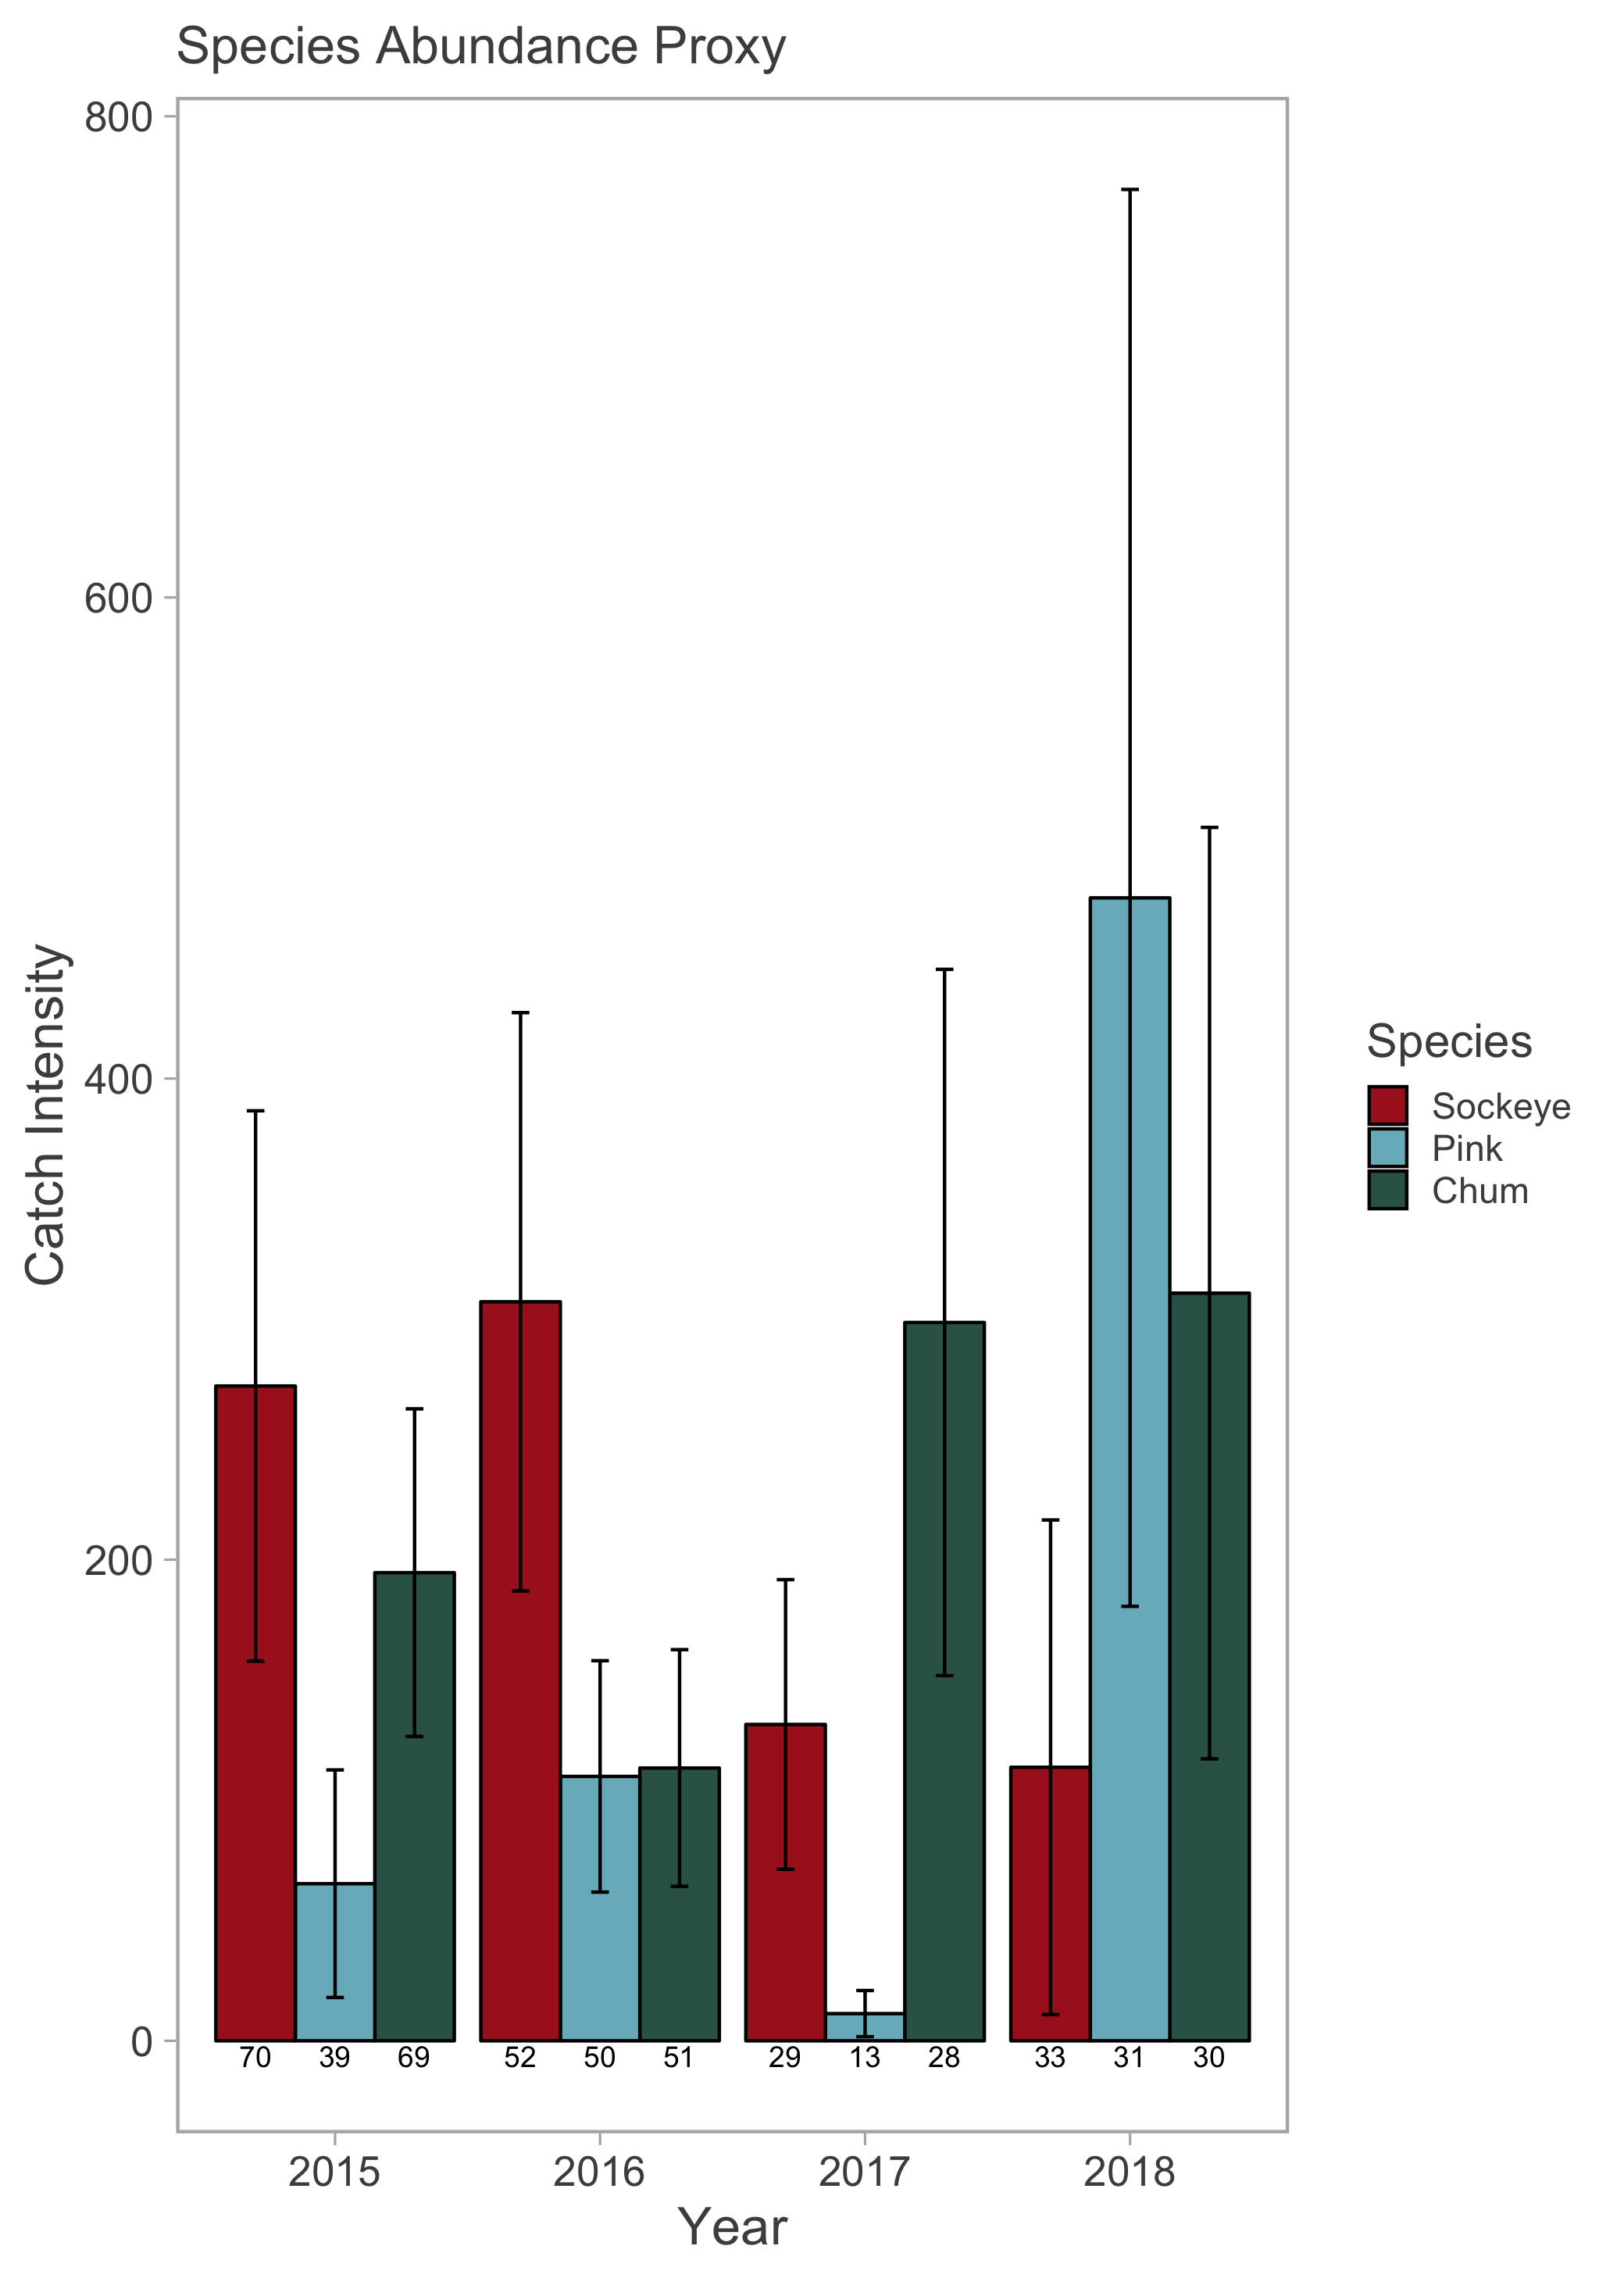 Species Abundance Proxy
800
600
400
200
0
Catch Intensity
70 39 69 52 50 51 29 13 28 33 31 30
2015 2016 2017 2018
Year
Species
Sockeye
Pink
Chum